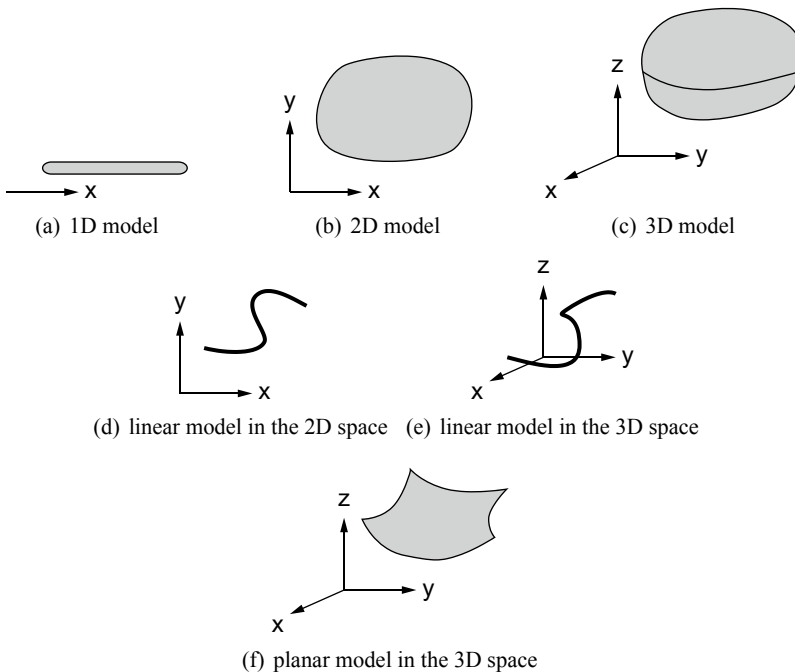 z
y
x
y
x
x
y
x
(a) 1D model
(b) 2D model
(c) 3D model
y
x
z
y
x
(d) linear model in the 2D space
(e) linear model in the 3D space
z
y
x
(f) planar model in the 3D space